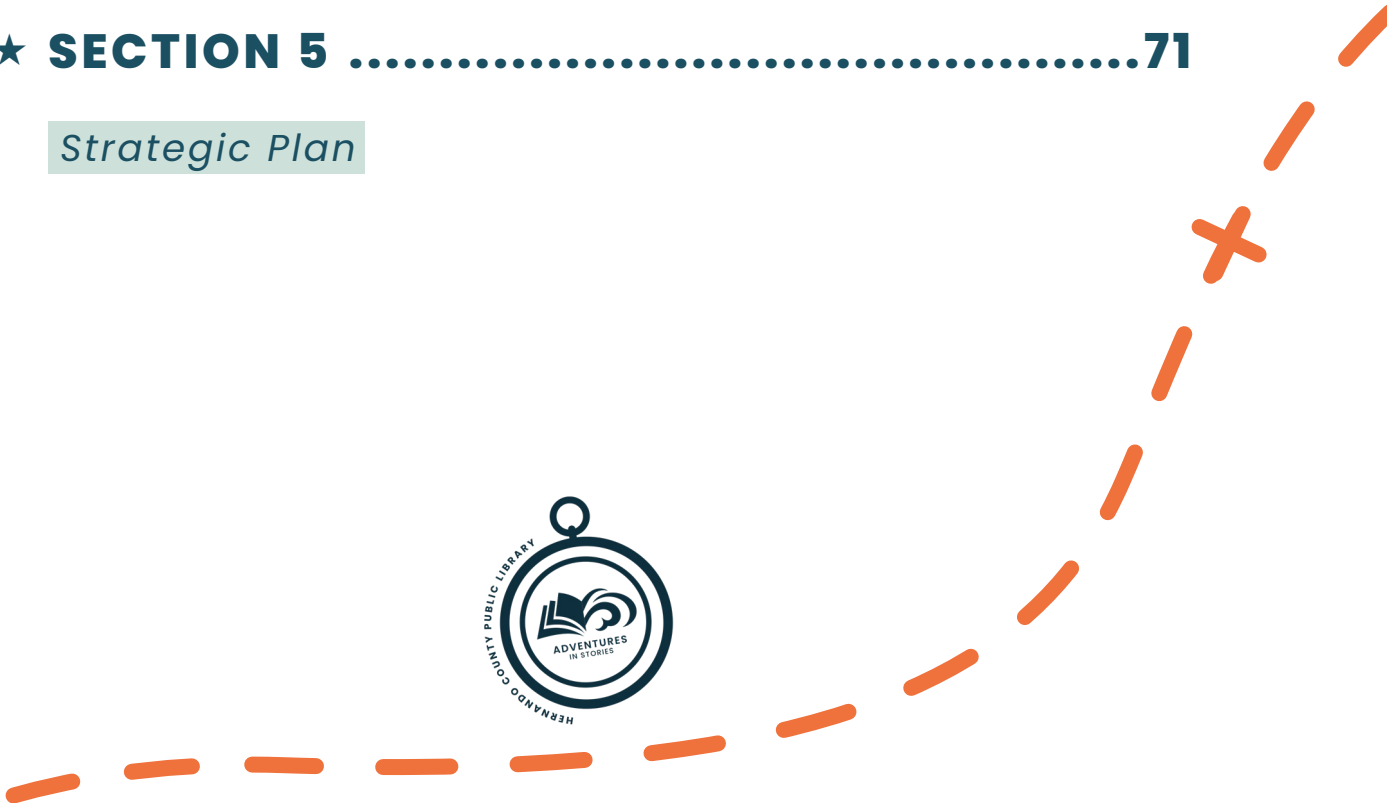 ★ SECTION 5 ............................................71
Strategic Plan
HERNANDO COUNTY PUBLIC LIBRARY
ADVENTURES
IN STORIES